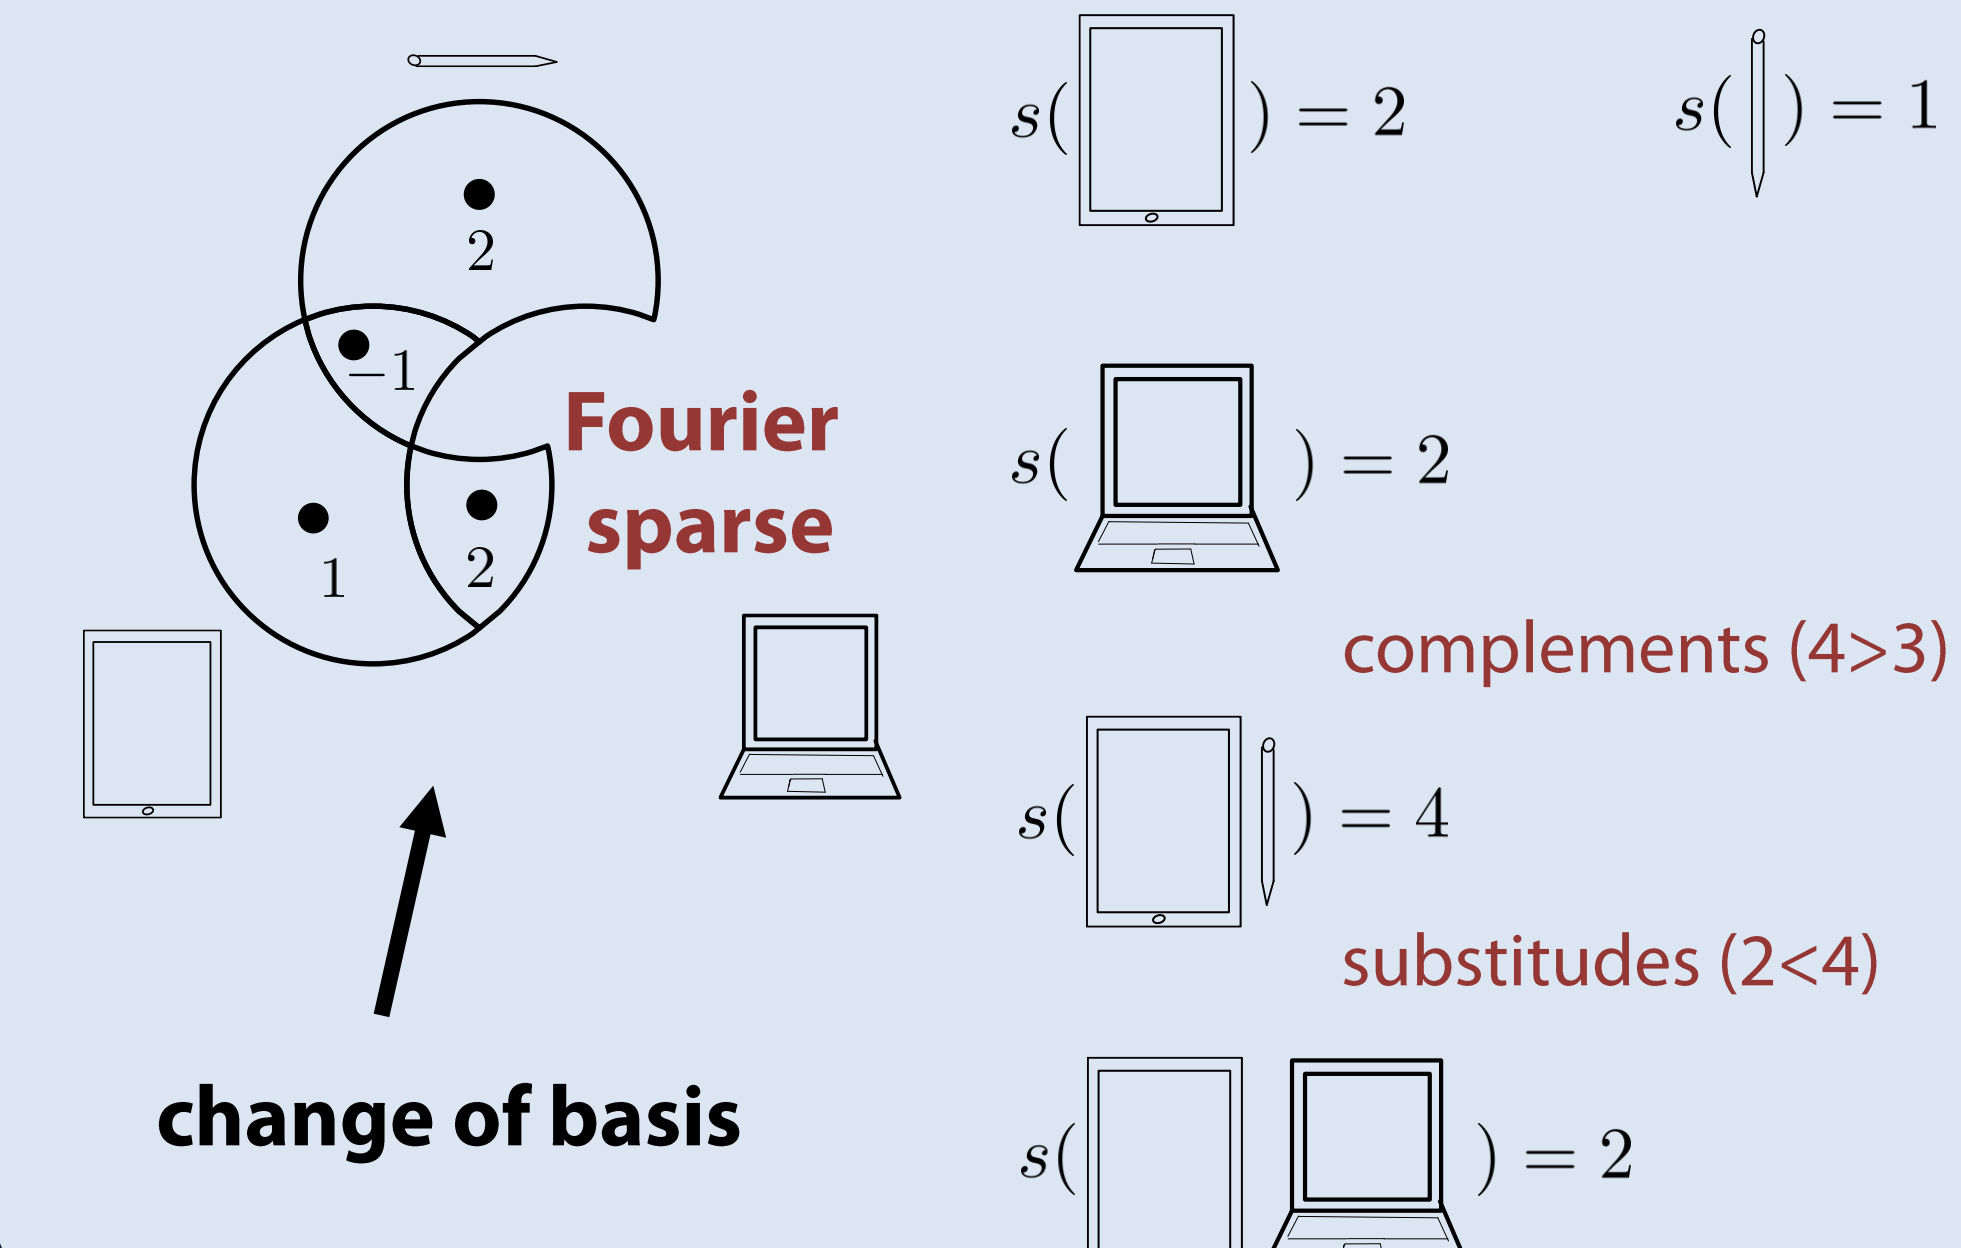 s( ) = 2
s( ) = 1
2
−1
Fourier
sparse
s( ) = 2
1
2
complements (4>3)
s( ) = 4
substitudes (2<4)
change of basis
s( ) = 2